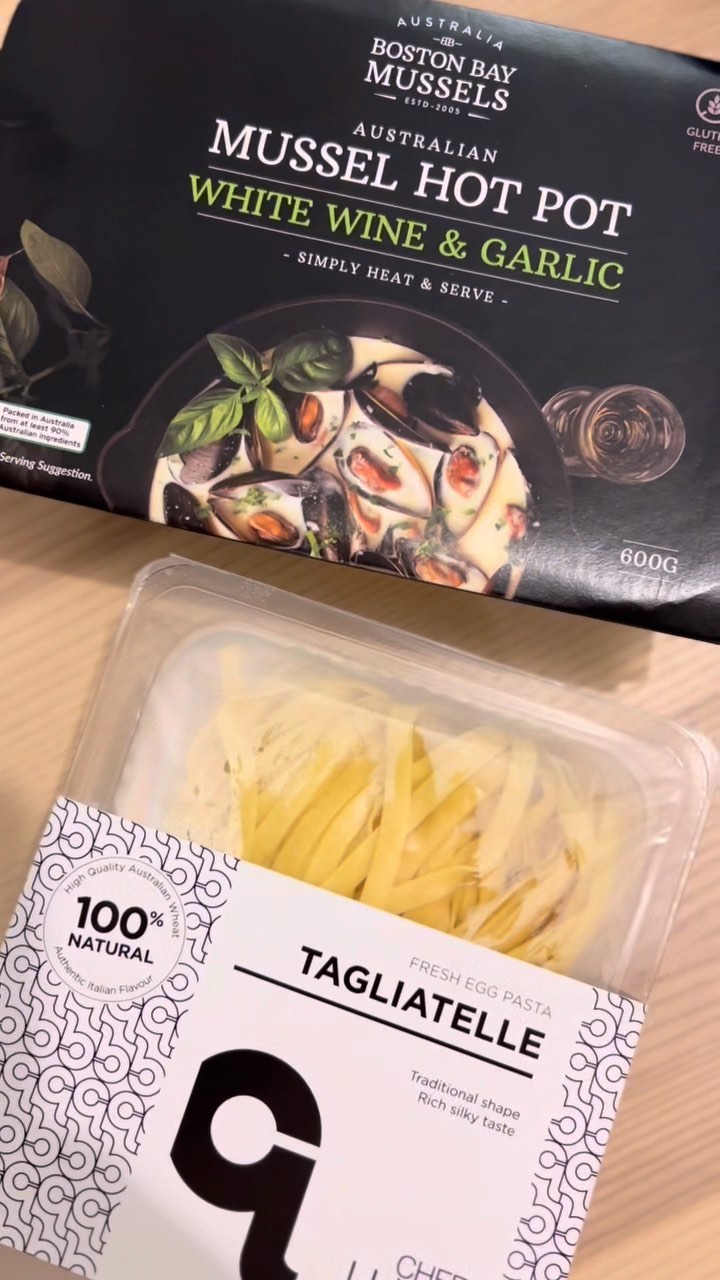 AUSTRALIA
BB
BOSTON BAY
MUSSELS
ESTD-2005
AUSTRALIAN
MUSSEL HOT POT
WHITE WINE & GARLIC
- SIMPLY HEAT & SERVE -
FREE
Packed in Australia
from at least 90%
Australian ingredients
Serving Suggestion.
600G
High Quality Australian Wheat
100%
NATURAL
Authentic Italian Flavour
FRESH EGG PASTA
TAGLIATELLE
Traditional shape
Rich silky taste